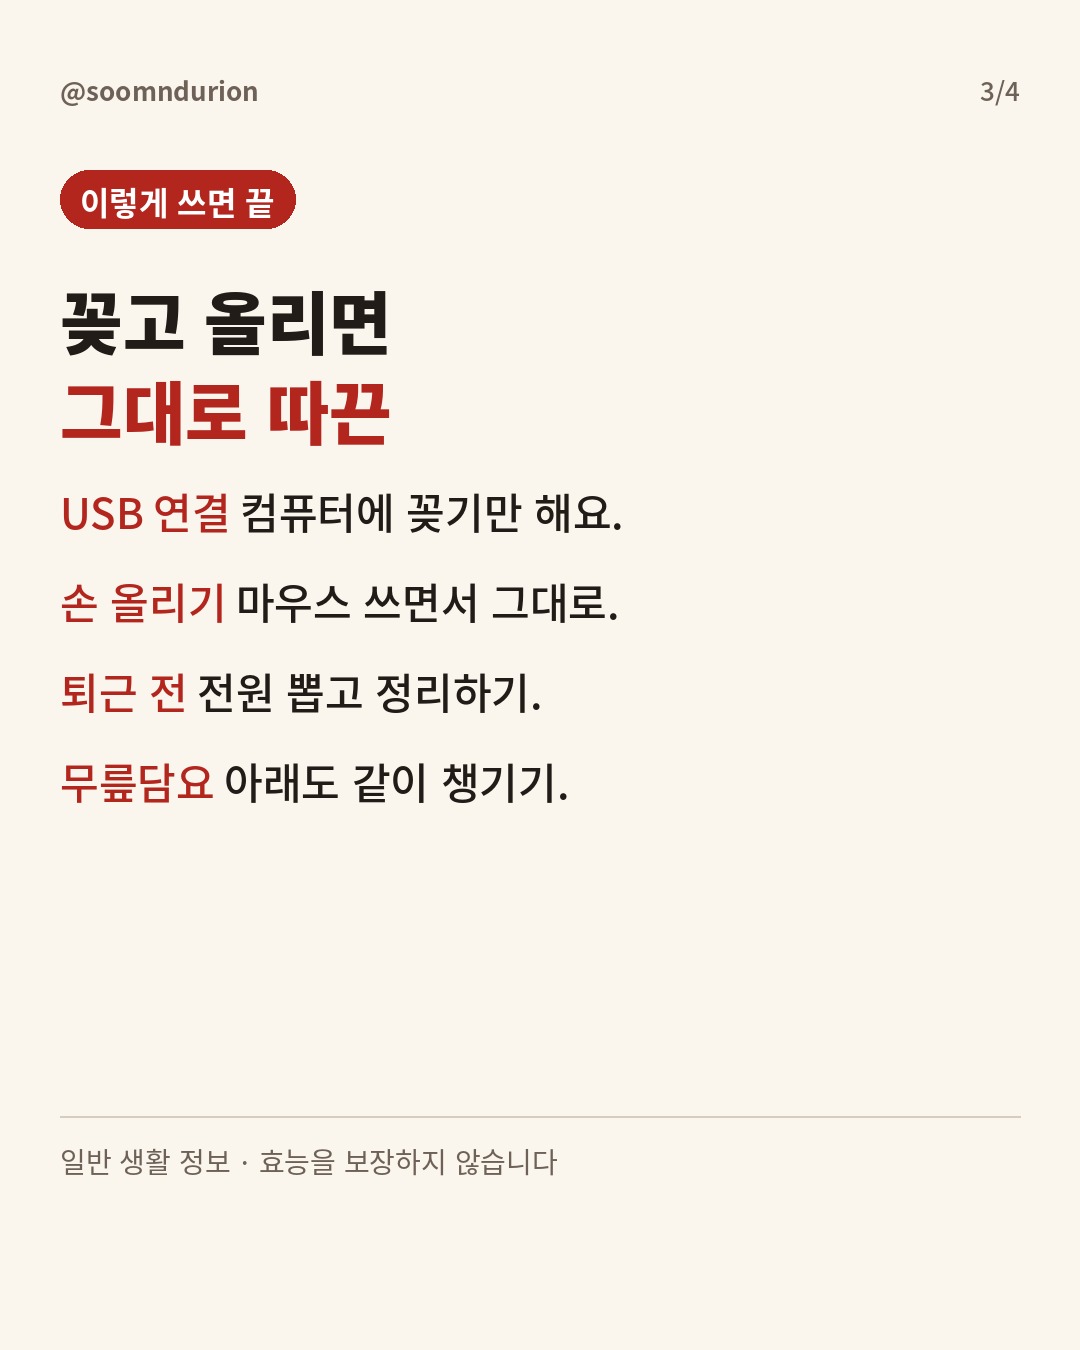 @soomndurion
3/4
이렇게 쓰면 끝
꽂고 올리면
그대로 따끈
USB 연결 컴퓨터에 꽂기만 해요.
손 올리기 마우스 쓰면서 그대로.
퇴근 전 전원 뽑고 정리하기.
무릎담요 아래도 같이 챙기기.
일반 생활 정보 · 효능을 보장하지 않습니다